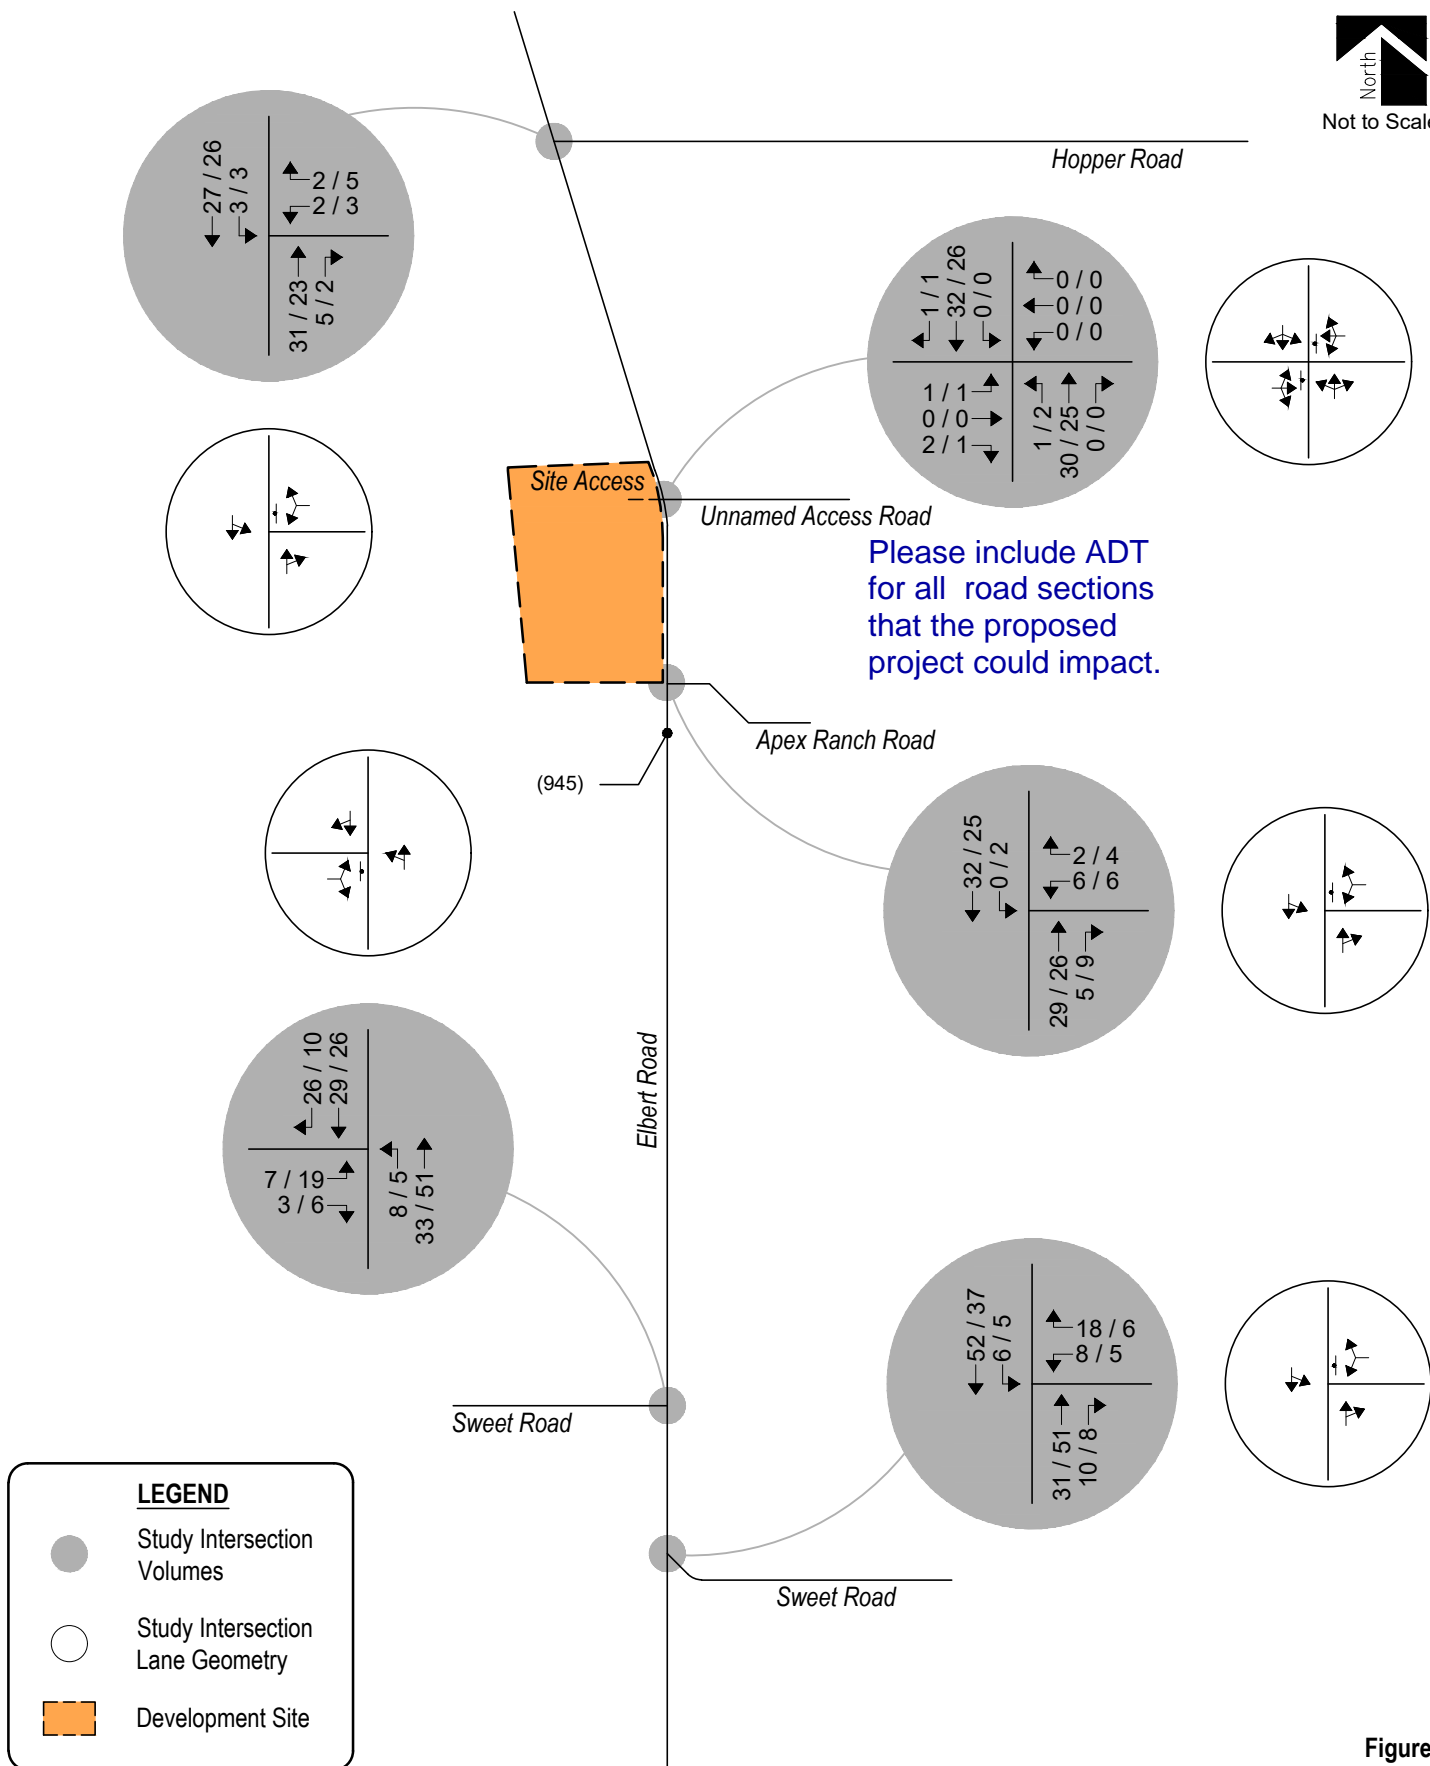 North
Not to Scale
Hopper Road
27 / 26
3 / 3
2 / 5
2 / 3
31 / 23
5 / 2
1 / 1
32 / 26
0 / 0
0 / 0
0 / 0
0 / 0
1 / 1
0 / 0
2 / 1
1 / 2
30 / 25
0 / 0
Site Access
Unnamed Access Road
Please include ADT
for all road sections
that the proposed
project could impact.
Apex Ranch Road
(945)
32 / 25
0 / 2
2 / 4
6 / 6
29 / 26
5 / 9
Elbert Road
26 / 10
29 / 26
7 / 19
3 / 6
8 / 5
33 / 51
52 / 37
6 / 5
18 / 6
8 / 5
31 / 51
10 / 8
Sweet Road
Sweet Road
LEGEND
Study Intersection
Volumes
Study Intersection
Lane Geometry
Development Site
Figure